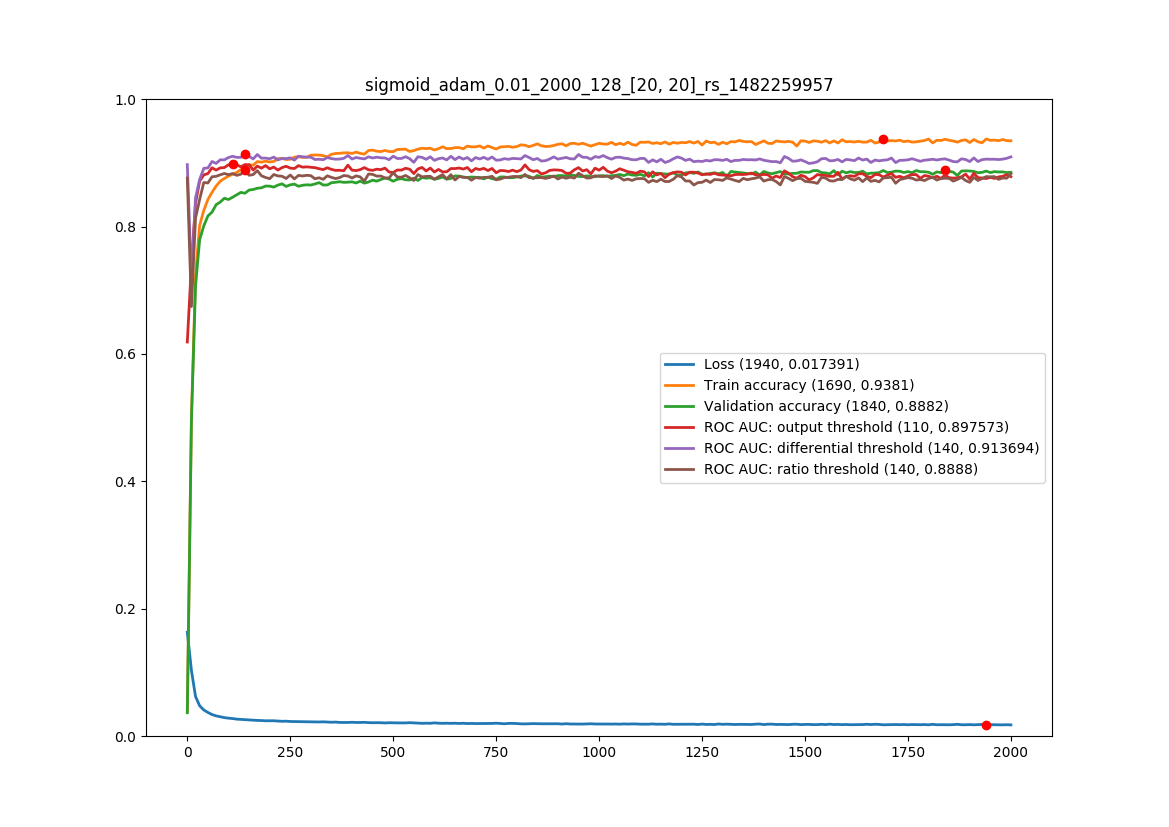 sigmoid_adam_0.01_2000_128_[20, 20]_rs_1482259957
1.0
0.8
0.6
0.4
0.2
0.0
Loss (1940, 0.017391)
Train accuracy (1690, 0.9381)
Validation accuracy (1840, 0.8882)
ROC AUC: output threshold (110, 0.897573)
ROC AUC: differential threshold (140, 0.913694)
ROC AUC: ratio threshold (140, 0.8888)
0 250 500 750 1000 1250 1500 1750 2000